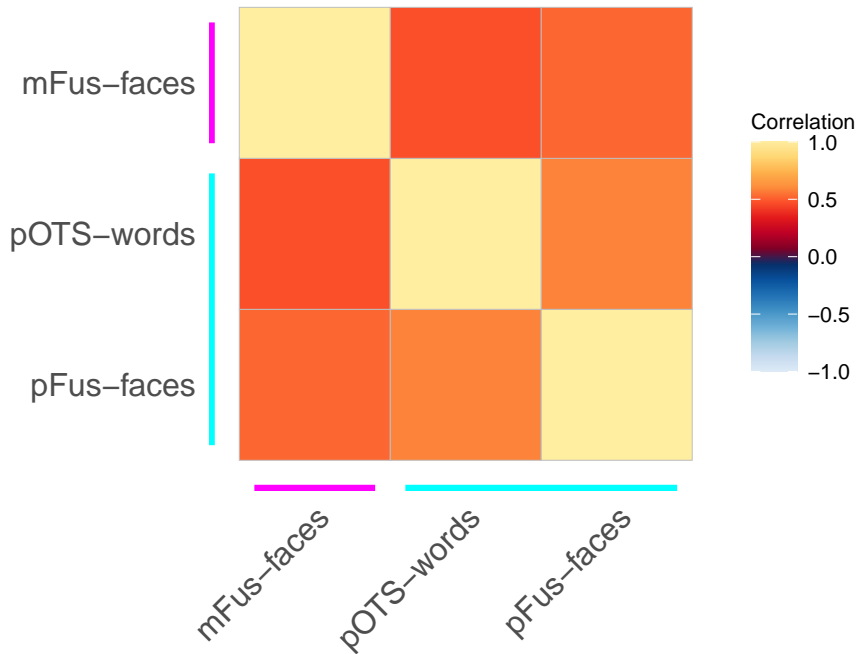 mFus−faces
pOTS−words
pFus−faces
mFus−faces
pOTS−words
pFus−faces
Correlation
1.0
0.5
0.0
−0.5
−1.0